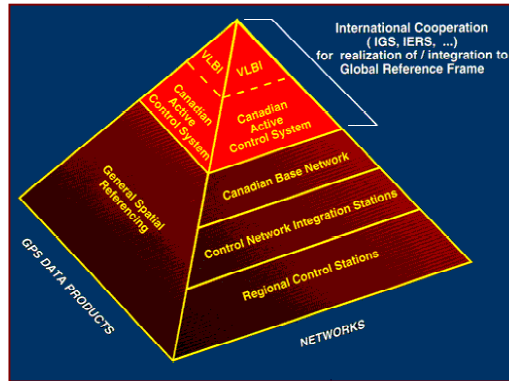 International Cooperation
( IGS, IERS, ...)
for realization of / integration to
Global Reference Frame
VLBI
VLBI
Canadian
Active
Control System
Canadian
Active
Control System
General Spatial
Referencing
Canadian Base Network
Control Network Integration Stations
Regional Control Stations
GPS DATA PRODUCTS
NETWORKS